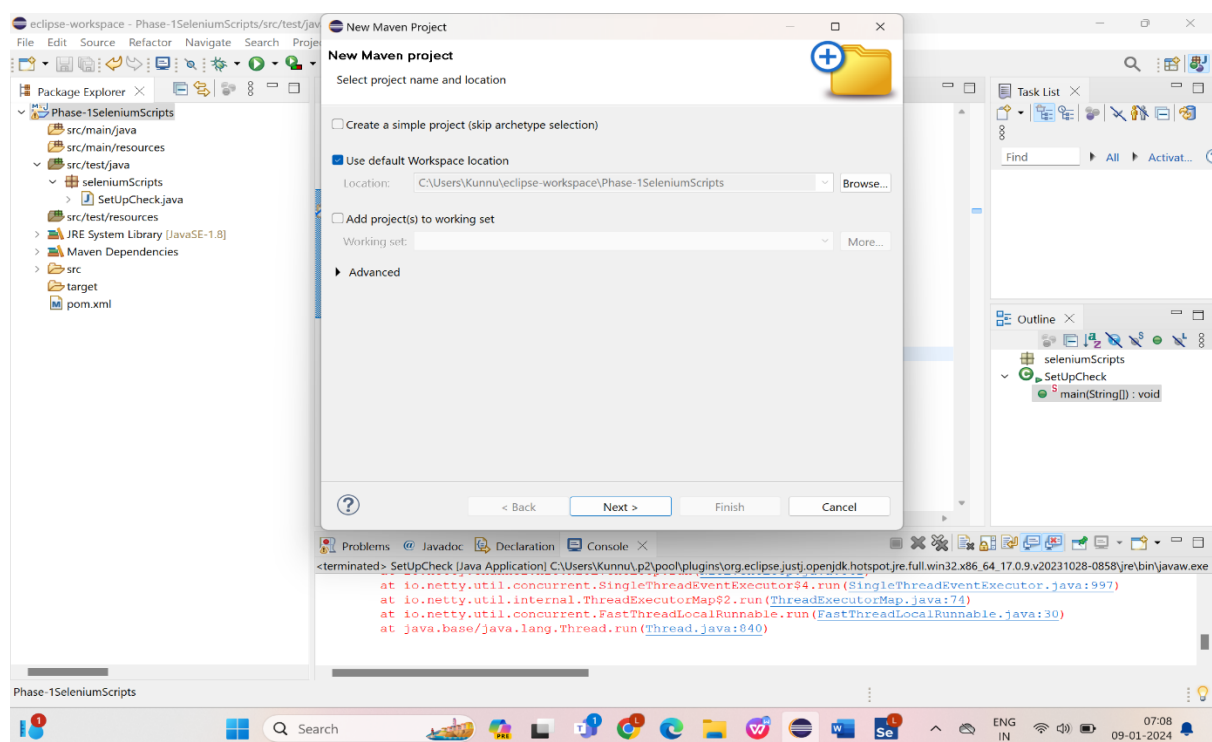 eclipse-workspace - Phase-1SeleniumScripts/src/test/jav
File Edit Source Refactor Navigate Search Proje
Package Explorer
Phase-1SeleniumScripts
src/main/java
src/main/resources
src/test/java
seleniumScripts
SetUpCheck.java
src/test/resources
JRE System Library [JavaSE-1.8]
Maven Dependencies
src
target
pom.xml
New Maven Project
New Maven project
Select project name and location
Create a simple project (skip archetype selection)
Use default Workspace location
Location: C:\Users\Kunnu\eclipse-workspace\Phase-1SeleniumScripts Browse...
Add project(s) to working set
Working set: More...
Advanced
< Back Next > Finish Cancel
Task List
Find All Activat...
Outline
seleniumScripts
SetUpCheck
main(String[]) : void
Problems Javadoc Declaration Console
<terminated> SetUpCheck [Java Application] C:\Users\Kunnu\.p2\pool\plugins\org.eclipse.justj.openjdk.hotspot.jre.full.win32.x86_64_17.0.9.v20231028-0858\jre\bin\javaw.exe
at io.netty.util.concurrent.SingleThreadEventExecutor$4.run(SingleThreadEventExecutor.java:997)
at io.netty.util.internal.ThreadExecutorMap$2.run(ThreadExecutorMap.java:74)
at io.netty.util.concurrent.FastThreadLocalRunnable.run(FastThreadLocalRunnable.java:30)
at java.base/java.lang.Thread.run(Thread.java:840)
Phase-1SeleniumScripts
1
Search
PRE
Se
ENG
IN
07:08
09-01-2024